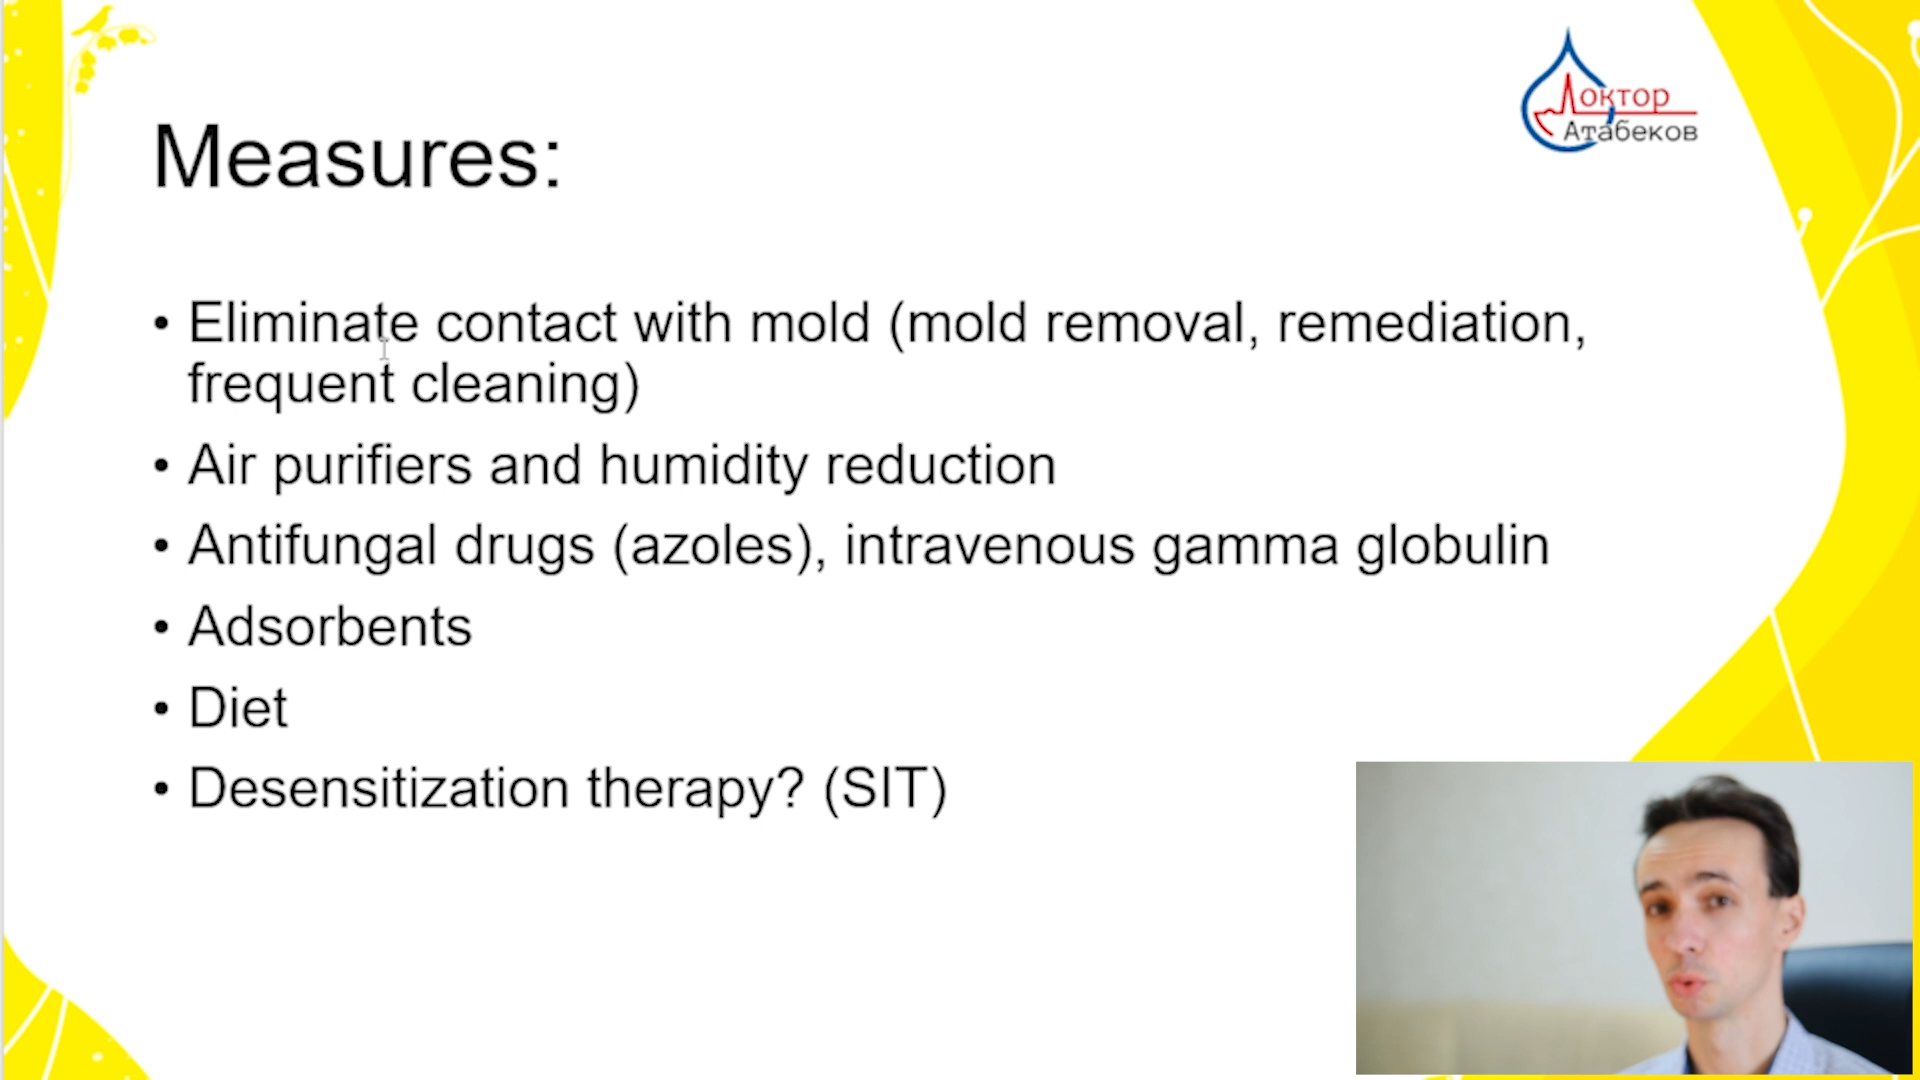 Доктор
Атабеков
Measures:
• Eliminate contact with mold (mold removal, remediation,
frequent cleaning)
• Air purifiers and humidity reduction
• Antifungal drugs (azoles), intravenous gamma globulin
• Adsorbents
• Diet
• Desensitization therapy? (SIT)